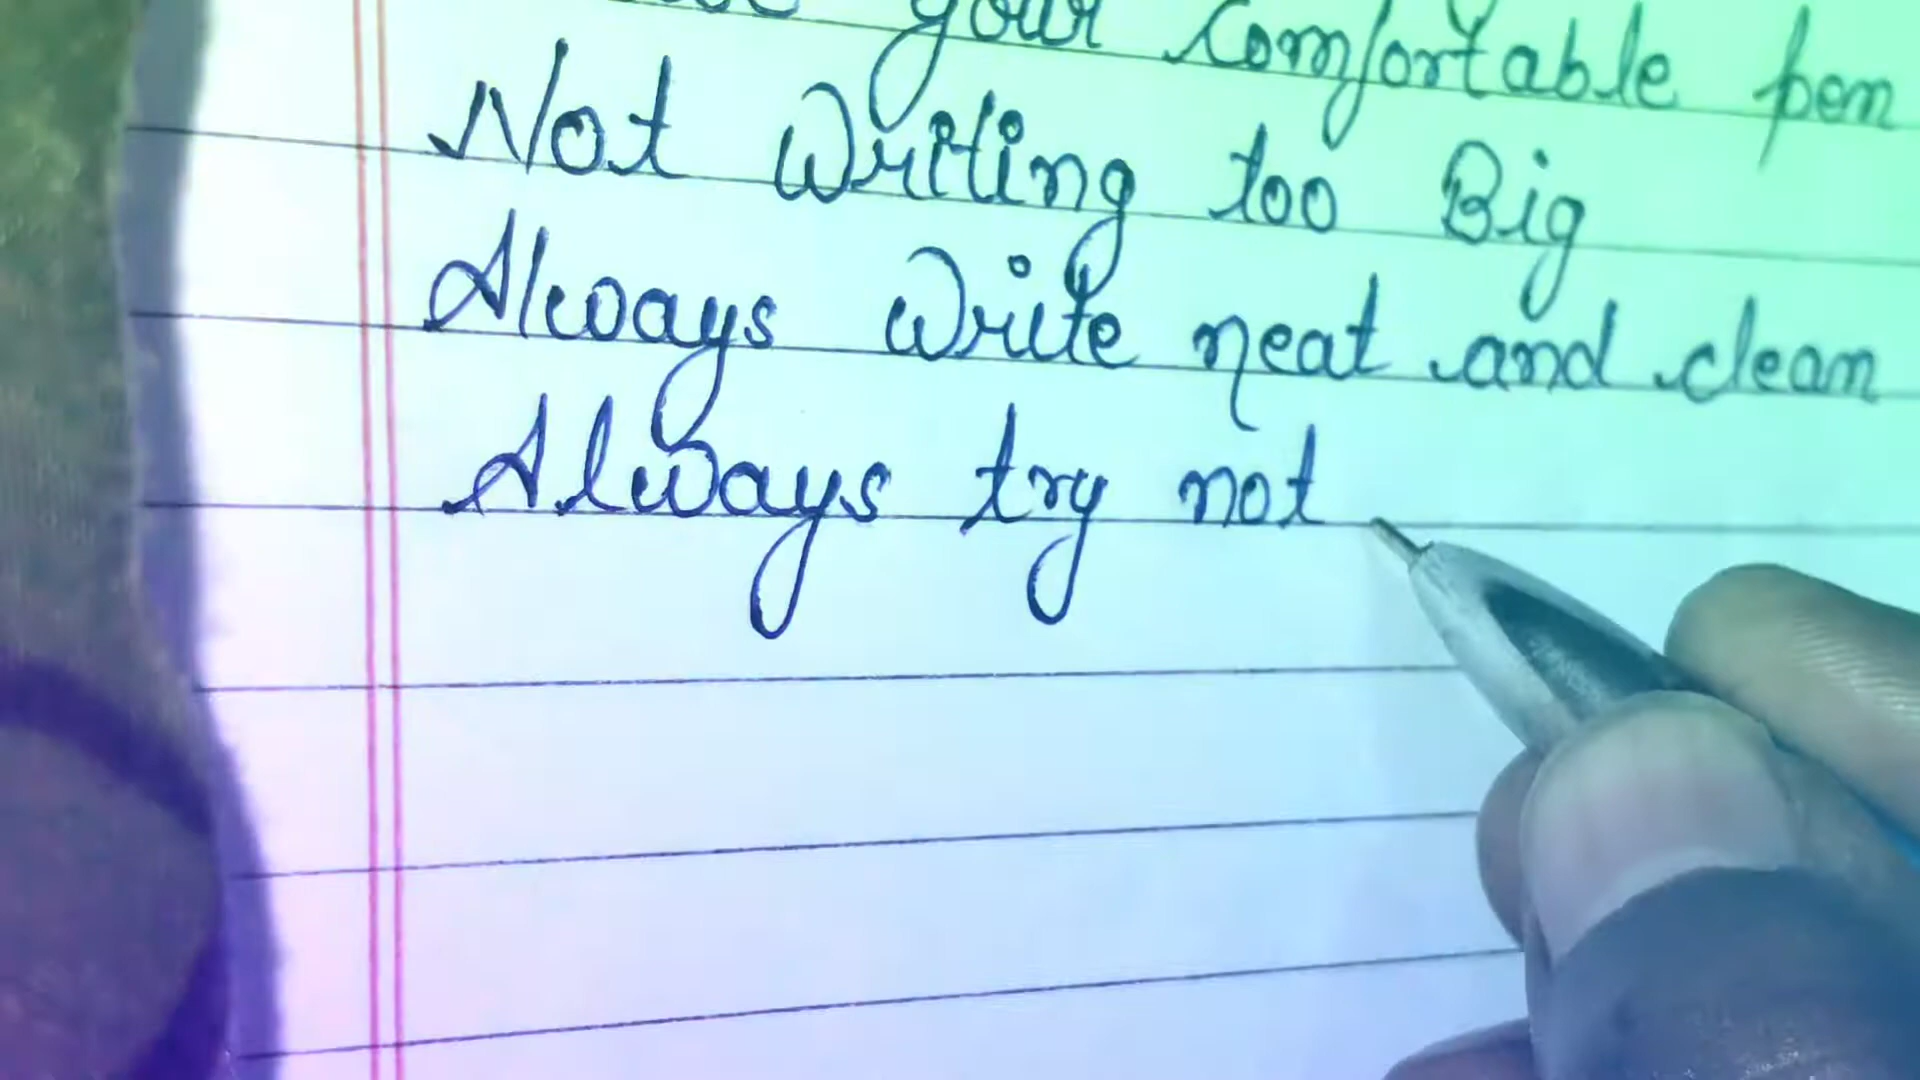 your comfortable pen
Not Writing too Big
Always Write neat and clean
Always try not